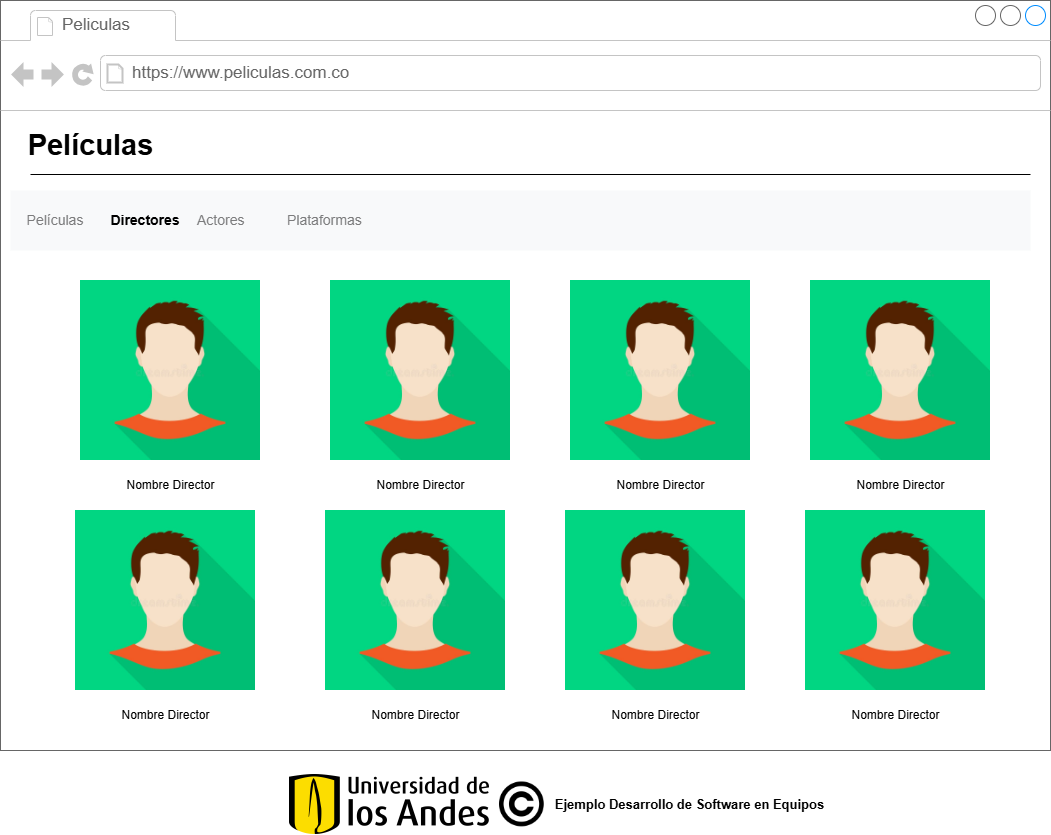 Peliculas
https://www.peliculas.com.co
Películas
Películas Directores Actores Plataformas
Nombre Director Nombre Director Nombre Director Nombre Director
Nombre Director Nombre Director Nombre Director Nombre Director
Universidad de
los Andes
© Ejemplo Desarrollo de Software en Equipos